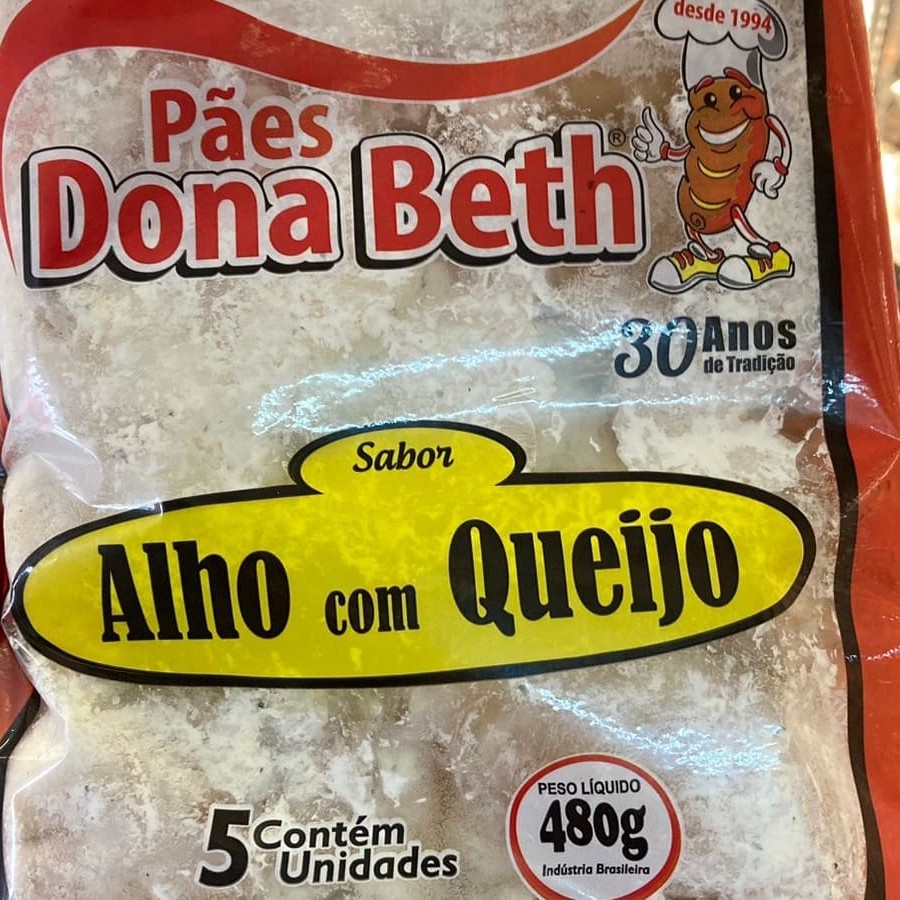 desde 1994
Pães
Dona Beth®
30 Anos
de Tradição
Sabor
Alho com Queijo
5 Contém
Unidades
PESO LÍQUIDO
480g
Indústria Brasileira